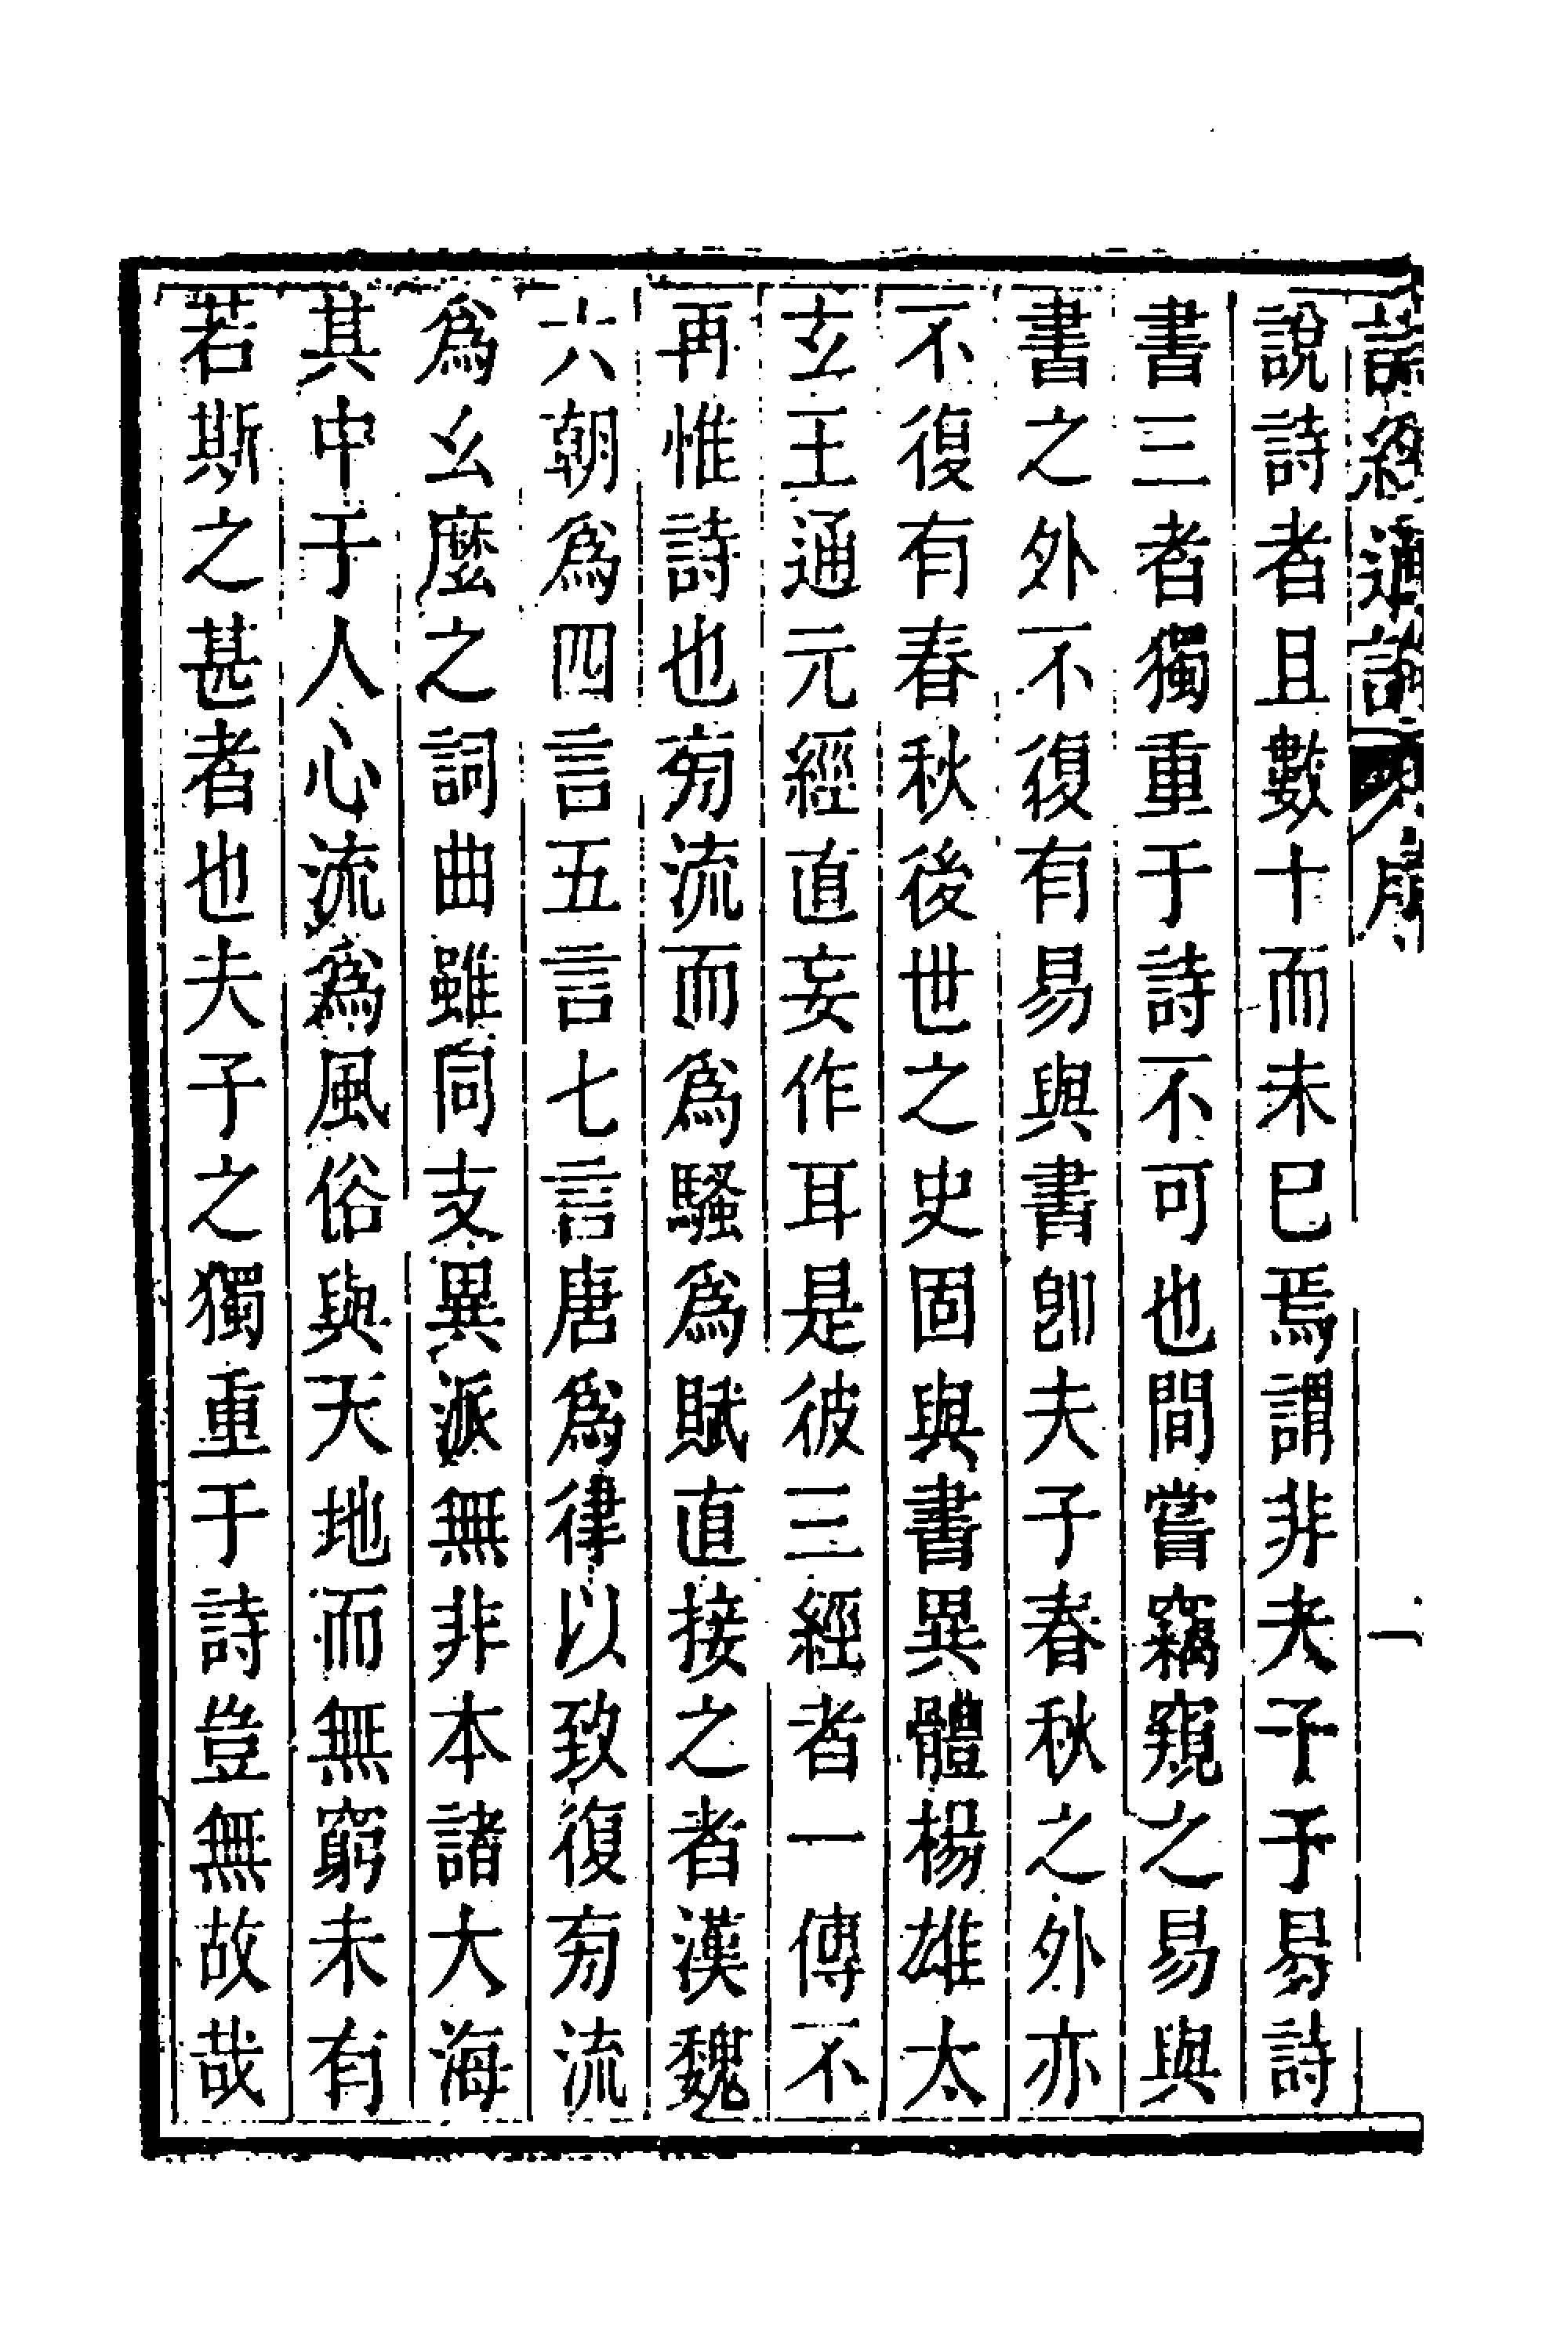 詩經通論 序 一
說詩者且數十而未已焉謂非夫子于易詩
書三者獨重于詩不可也間嘗竊窺之易與
書之外不復有易與書卽夫子春秋之外亦
不復有春秋後世之史固與書異體楊雄太
玄王通元經直妄作耳是彼三經者一傳不
再惟詩也㫄流而爲騷爲賦直接之者漢魏
六朝爲四言五言七言唐爲律以致復㫄流
爲幺麼之詞曲雖同支異派無非本諸大海
其中于人心流爲風俗與天地而無窮未有
若斯之甚者也夫子之獨重于詩豈無故哉